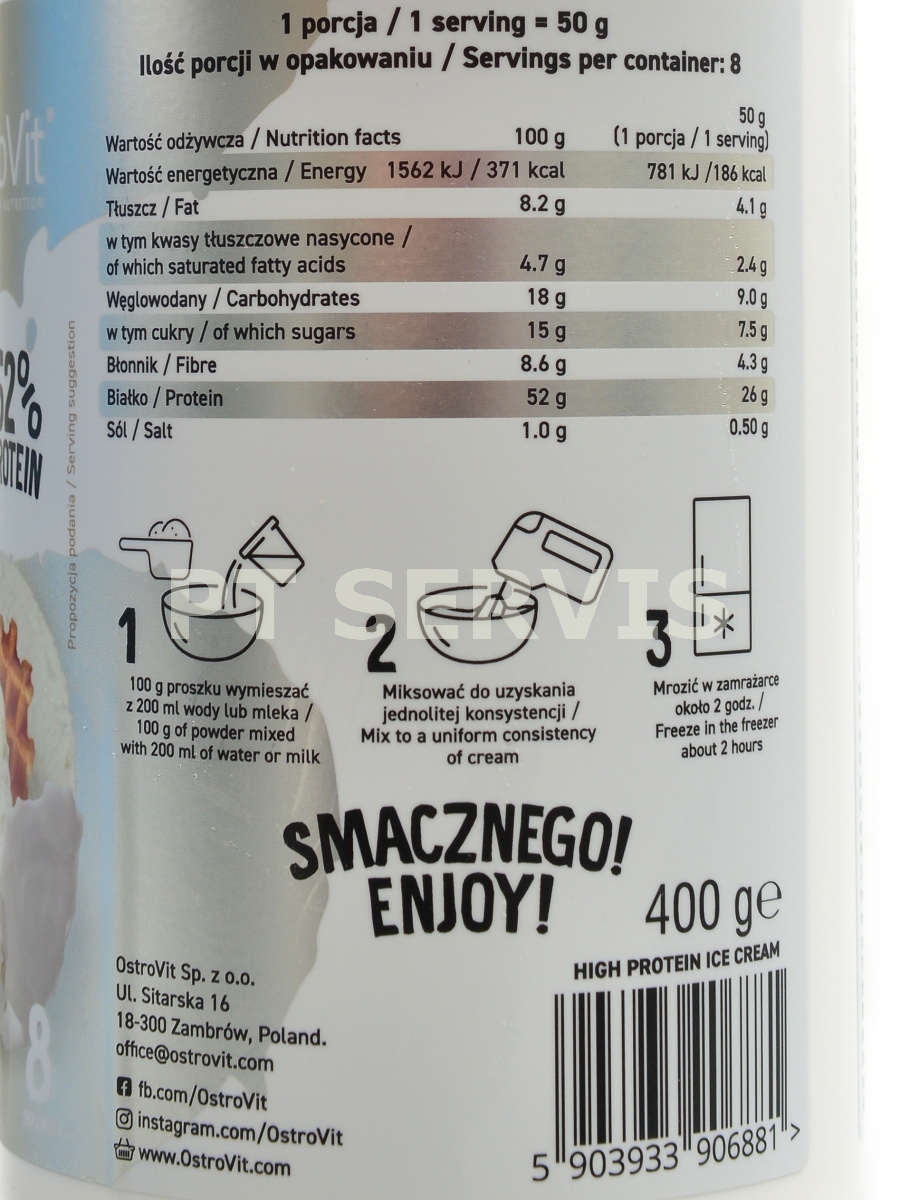 1 porcja / 1 serving = 50 g
Ilość porcji w opakowaniu / Servings per container: 8
50 g
Wartość odżywcza / Nutrition facts 100 g (1 porcja / 1 serving)
Wartość energetyczna / Energy 1562 kJ / 371 kcal 781 kJ /186 kcal
Tłuszcz / Fat 8.2 g 4.1 g
w tym kwasy tłuszczowe nasycone /
of which saturated fatty acids 4.7 g 2.4 g
Węglowodany / Carbohydrates 18 g 9.0 g
w tym cukry / of which sugars 15 g 7.5 g
Błonnik / Fibre 8.6 g 4.3 g
Białko / Protein 52 g 26 g
Sól / Salt 1.0 g 0.50 g
Propozycja podania / Serving suggestion
PT SERVIS
1
100 g proszku wymieszać
z 200 ml wody lub mleka /
100 g of powder mixed
with 200 ml of water or milk
2
Miksować do uzyskania
jednolitej konsystencji /
Mix to a uniform consistency
of cream
3
Mrozić w zamrażarce
około 2 godz. /
Freeze in the freezer
about 2 hours
SMACZNEGO!
ENJOY!
400 g e
HIGH PROTEIN ICE CREAM
OstroVit Sp. z o.o.
Ul. Sitarska 16
18-300 Zambrów, Poland.
office@ostrovit.com
fb.com/OstroVit
instagram.com/OstroVit
www.OstroVit.com
5 903933 906881 >
8